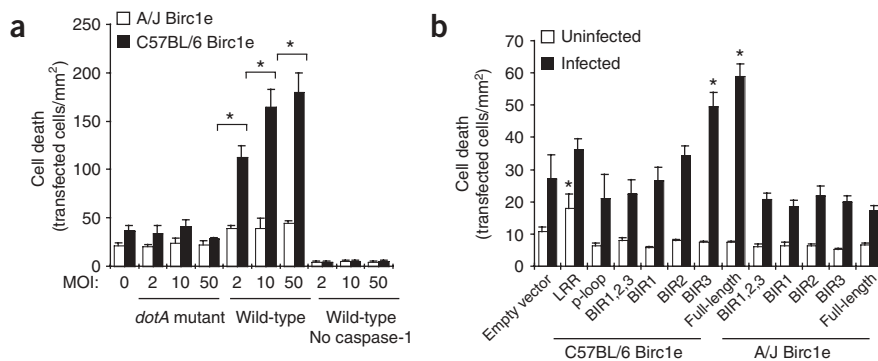 a
A/J Birc1e
C57BL/6 Birc1e
Cell death
(transfected cells/mm²)
250
200
150
100
50
0
*
*
*
MOI:
0 2 10 50 2 10 50 2 10 50
dotA mutant
Wild-type
Wild-type
No caspase-1
b
Uninfected
Infected
Cell death
(transfected cells/mm²)
70
60
50
40
30
20
10
0
*
*
*
Empty vector
LRR
p-loop
BIR1,2,3
BIR1
BIR2
BIR3
Full-length
BIR1,2,3
BIR1
BIR2
BIR3
Full-length
C57BL/6 Birc1e
A/J Birc1e